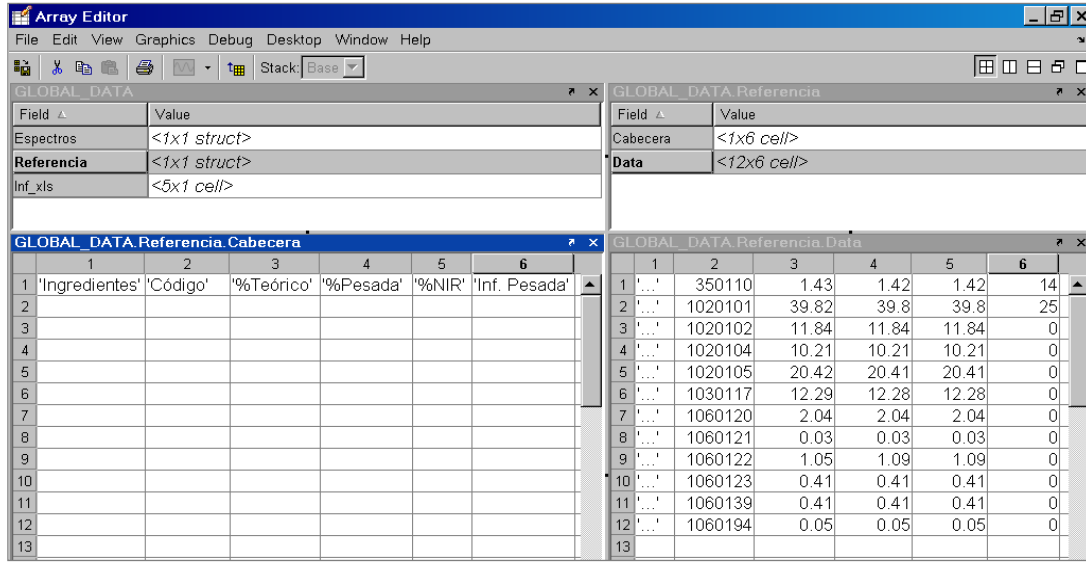 Array Editor
File Edit View Graphics Debug Desktop Window Help
Stack: Base
GLOBAL_DATA
Field Value
Espectros <1x1 struct>
Referencia <1x1 struct>
Inf_xls <5x1 cell>
GLOBAL_DATA.Referencia
Field Value
Cabecera <1x6 cell>
Data <12x6 cell>
GLOBAL_DATA.Referencia.Cabecera
1 2 3 4 5 6
1 'Ingredientes' 'Código' '%Teórico' '%Pesada' '%NIR' 'Inf. Pesada'
2
3
4
5
6
7
8
9
10
11
12
13
GLOBAL_DATA.Referencia.Data
1 2 3 4 5 6
1 '...' 350110 1.43 1.42 1.42 14
2 '...' 1020101 39.82 39.8 39.8 25
3 '...' 1020102 11.84 11.84 11.84 0
4 '...' 1020104 10.21 10.21 10.21 0
5 '...' 1020105 20.42 20.41 20.41 0
6 '...' 1030117 12.29 12.28 12.28 0
7 '...' 1060120 2.04 2.04 2.04 0
8 '...' 1060121 0.03 0.03 0.03 0
9 '...' 1060122 1.05 1.09 1.09 0
10 '...' 1060123 0.41 0.41 0.41 0
11 '...' 1060139 0.41 0.41 0.41 0
12 '...' 1060194 0.05 0.05 0.05 0
13